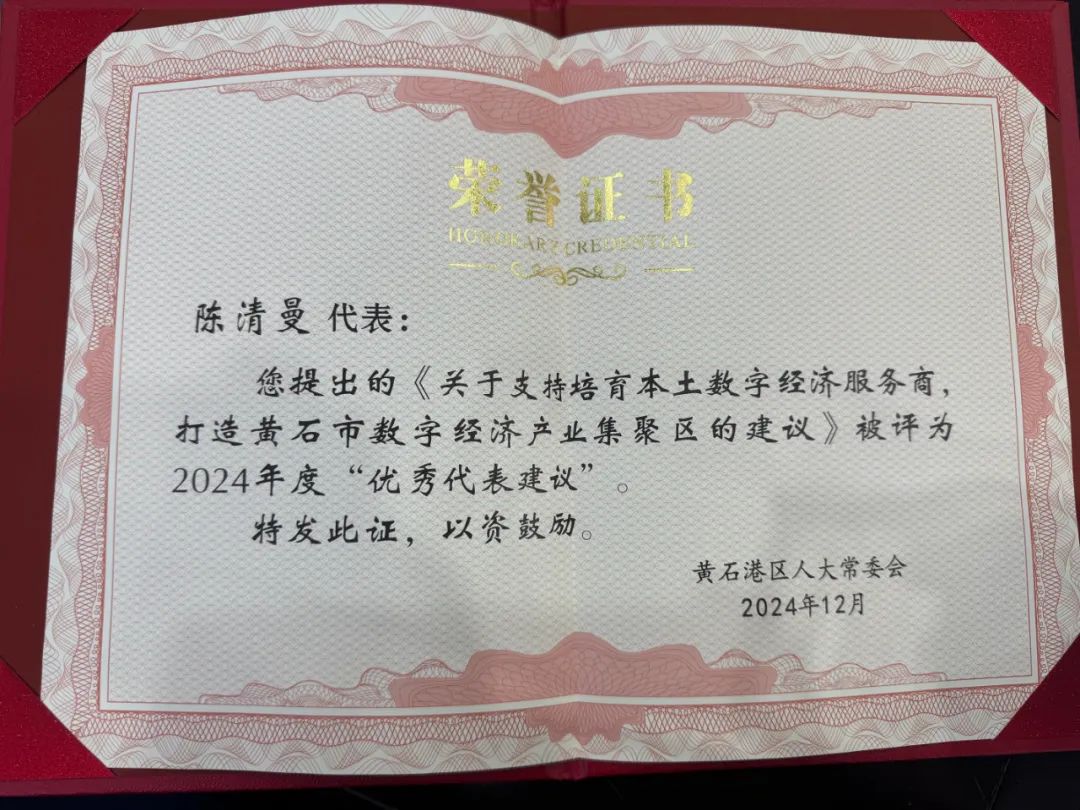 荣誉证书
HONORARY CREDENTIAL
陈清曼 代表：
您提出的《关于支持培育本土数字经济服务商，
打造黄石市数字经济产业集聚区的建议》被评为
2024年度“优秀代表建议”。
特发此证，以资鼓励。
黄石港区人大常委会
2024年12月